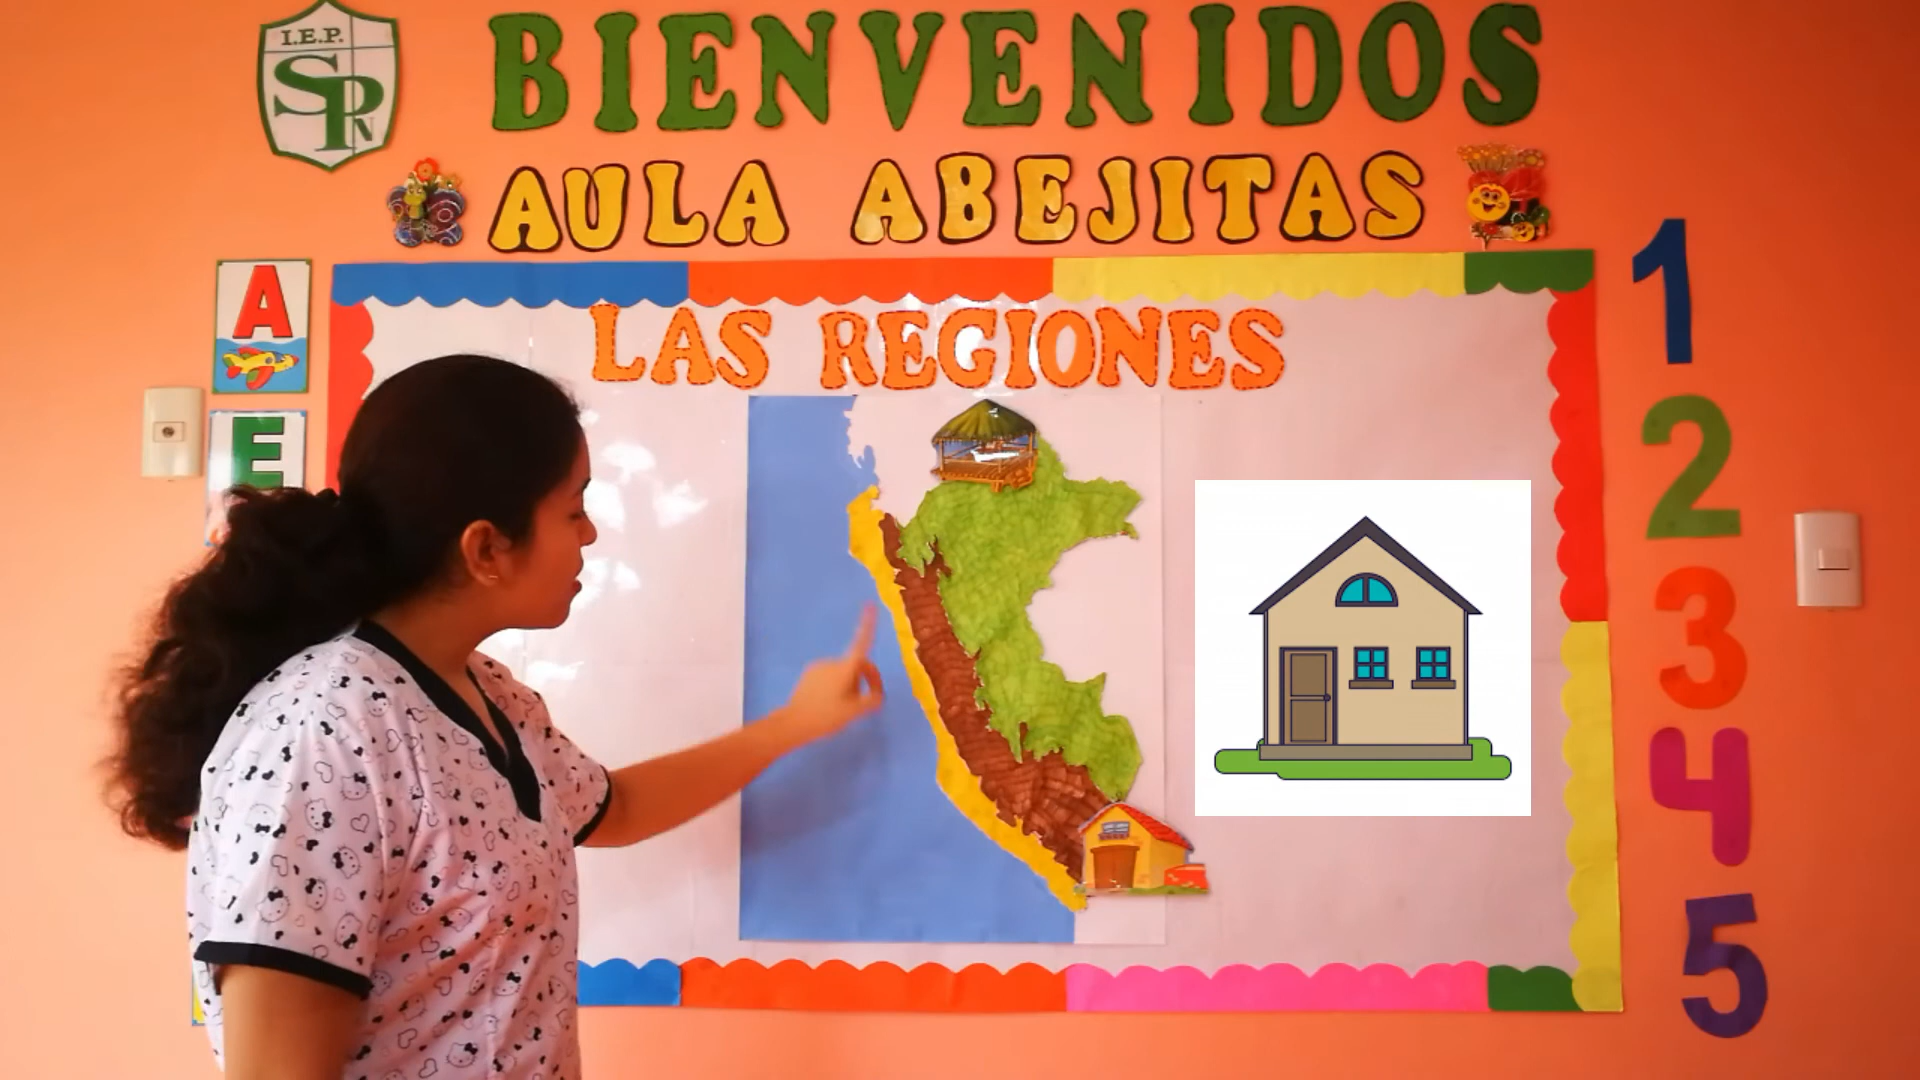 I.E.P.
SPN
BIENVENIDOS
AULA ABEJITAS
LAS REGIONES
A
E
1
2
3
4
5